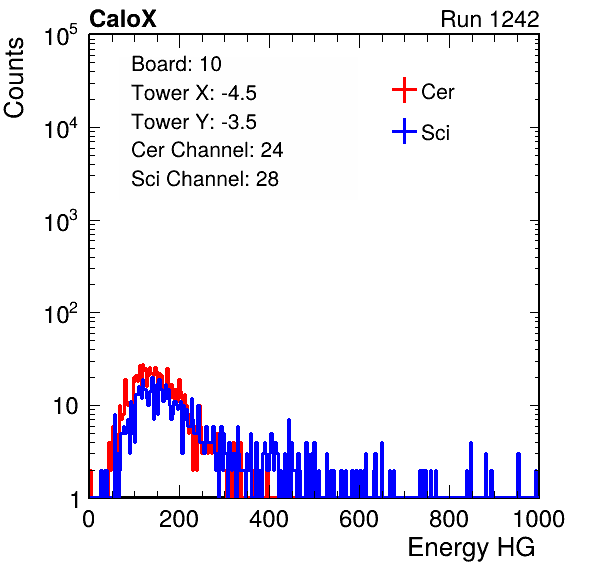 CaloX Run 1242
Counts
Board: 10
Tower X: -4.5
Tower Y: -3.5
Cer Channel: 24
Sci Channel: 28
Cer
Sci
10^5
10^4
10^3
10^2
10
1
0 200 400 600 800 1000
Energy HG